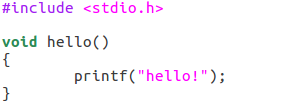 #include <stdio.h>
void hello()
{
        printf("hello!");
}